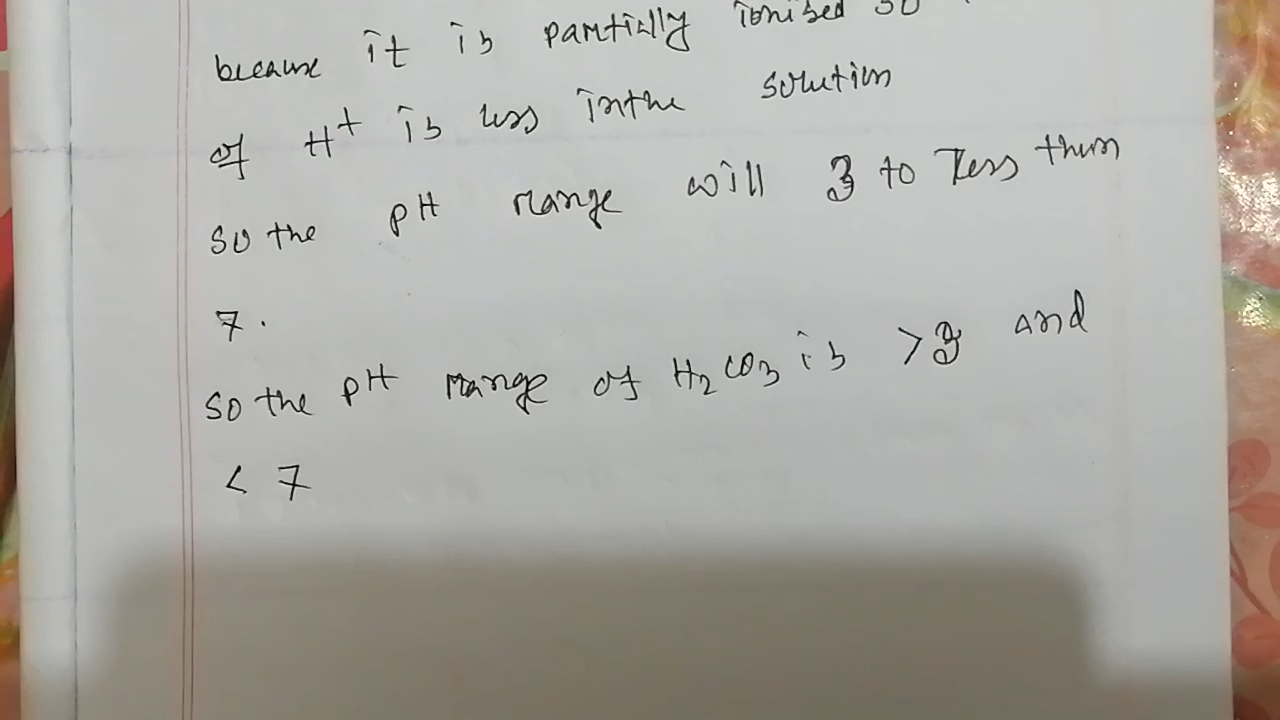 because it is partially ionised so
of H+ is less in the solution
so the pH range will 3 to less than
7.
so the pH range of H2CO3 is >3 and
< 7